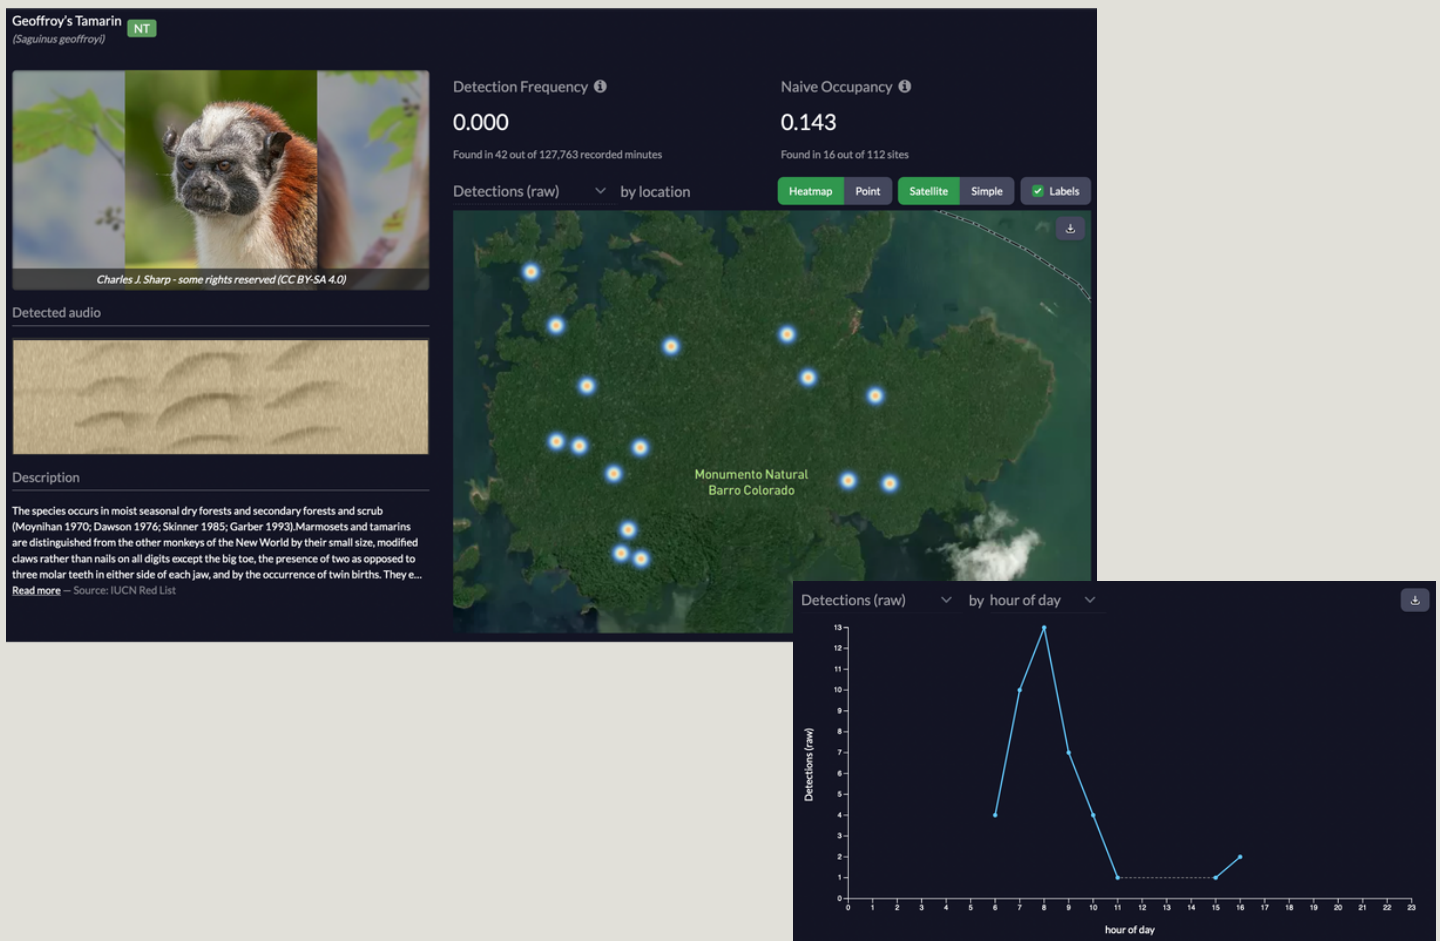 Geoffroy's Tamarin NT
(Saguinus geoffroyi)
Charles J. Sharp - some rights reserved (CC BY-SA 4.0)
Detected audio
Description
The species occurs in moist seasonal dry forests and secondary forests and scrub
(Moynihan 1970; Dawson 1976; Skinner 1985; Garber 1993).Marmosets and tamarins
are distinguished from the other monkeys of the New World by their small size, modified
claws rather than nails on all digits except the big toe, the presence of two as opposed to
three molar teeth in either side of each jaw, and by the occurrence of twin births. They e...
Read more — Source: IUCN Red List
Detection Frequency
0.000
Found in 42 out of 127,763 recorded minutes
Naive Occupancy
0.143
Found in 16 out of 112 sites
Detections (raw) by location
Heatmap Point Satellite Simple Labels
Monumento Natural
Barro Colorado
Detections (raw) by hour of day
13
12
11
10
9
8
7
6
5
4
3
2
1
0
Detections (raw)
0 1 2 3 4 5 6 7 8 9 10 11 12 13 14 15 16 17 18 19 20 21 22 23
hour of day